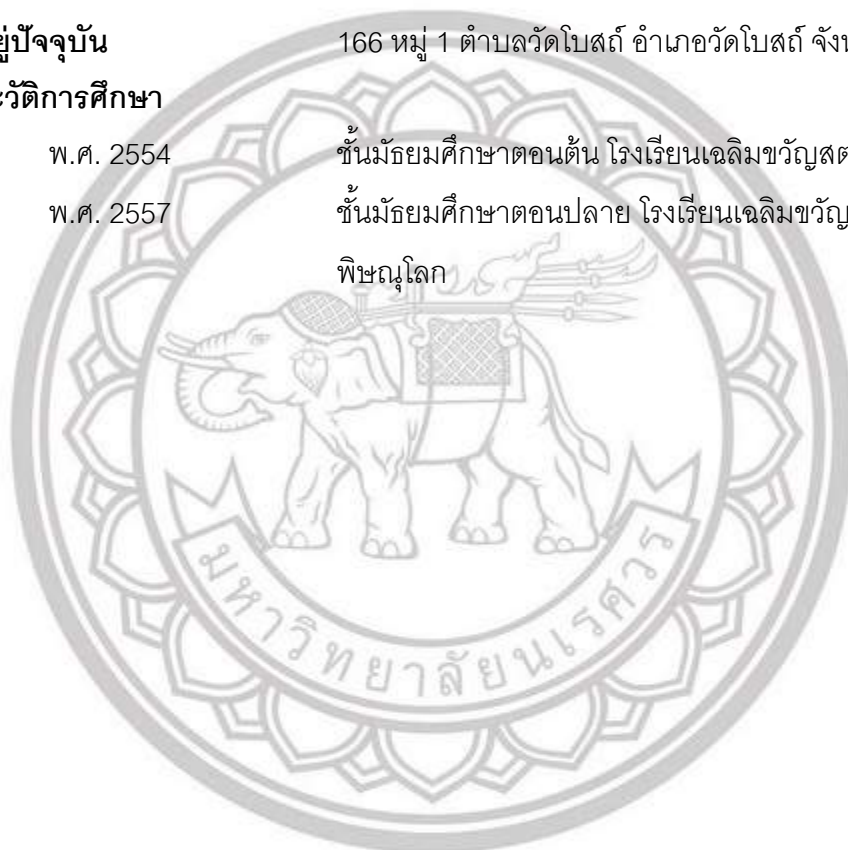 ยู่ปัจจุบัน 166 หมู่ 1 ตำบลวัดโบสถ์ อำเภอวัดโบสถ์ จังห
ะวัติการศึกษา
พ.ศ. 2554 ชั้นมัธยมศึกษาตอนต้น โรงเรียนเฉลิมขวัญสต
พ.ศ. 2557 ชั้นมัธยมศึกษาตอนปลาย โรงเรียนเฉลิมขวัญ
พิษณุโลก
มหาวิทยาลัยนเรศวร